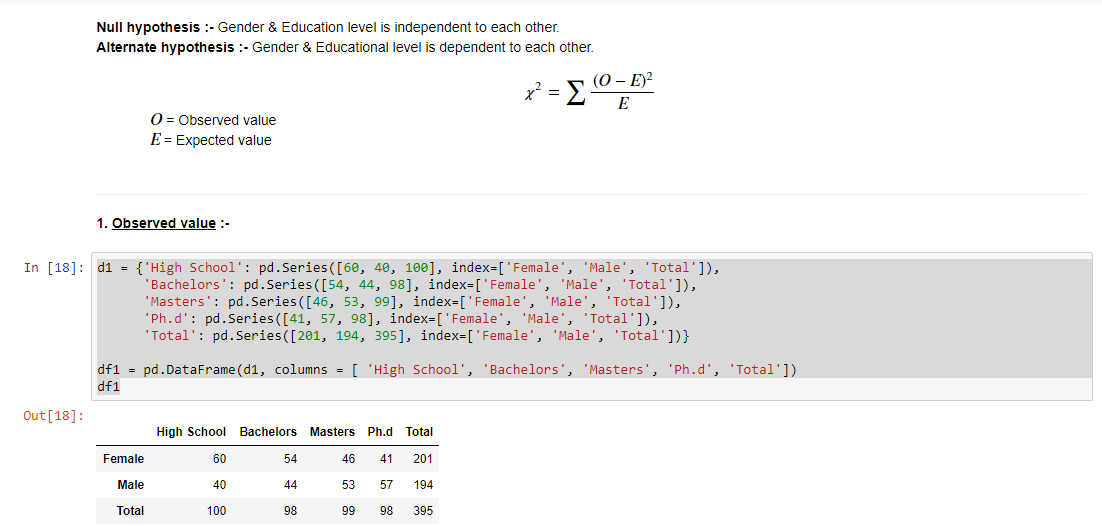 Null hypothesis :- Gender & Education level is independent to each other.
Alternate hypothesis :- Gender & Educational level is dependent to each other.
χ² = ∑ (O − E)² / E
O = Observed value
E = Expected value
1. Observed value :-
In [18]: d1 = {'High School': pd.Series([60, 40, 100], index=['Female', 'Male', 'Total']),
'Bachelors': pd.Series([54, 44, 98], index=['Female', 'Male', 'Total']),
'Masters': pd.Series([46, 53, 99], index=['Female', 'Male', 'Total']),
'Ph.d': pd.Series([41, 57, 98], index=['Female', 'Male', 'Total']),
'Total': pd.Series([201, 194, 395], index=['Female', 'Male', 'Total'])}
df1 = pd.DataFrame(d1, columns = [ 'High School', 'Bachelors', 'Masters', 'Ph.d', 'Total'])
df1
Out[18]:
High School Bachelors Masters Ph.d Total
Female 60 54 46 41 201
Male 40 44 53 57 194
Total 100 98 99 98 395